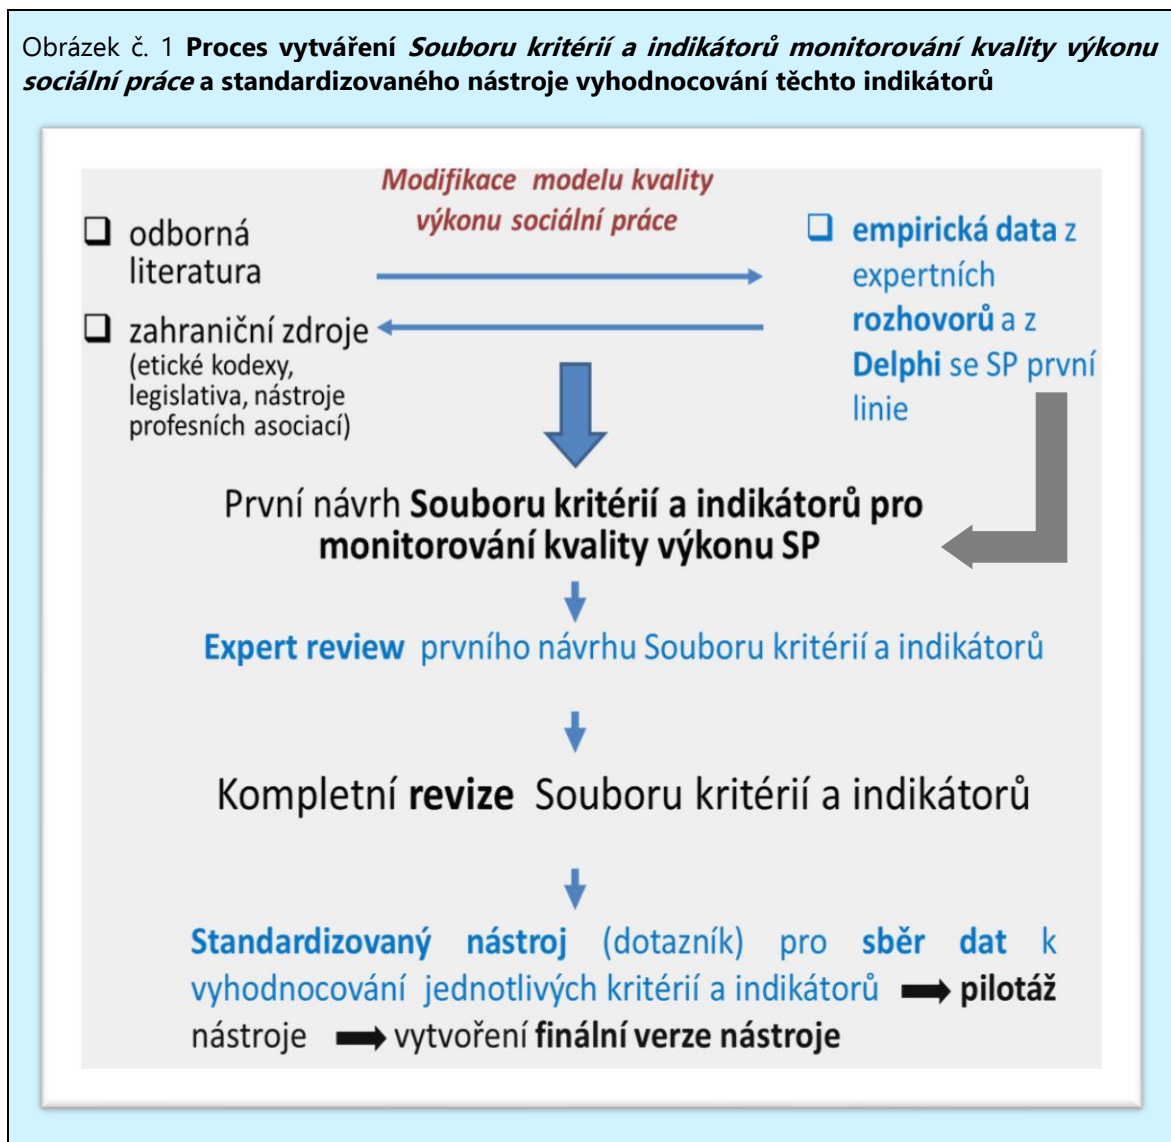 Obrázek č. 1 Proces vytváření Souboru kritérií a indikátorů monitorování kvality výkonu
sociální práce a standardizovaného nástroje vyhodnocování těchto indikátorů
Modifikace modelu kvality
výkonu sociální práce
❑ odborná
literatura
❑ zahraniční zdroje
(etické kodexy,
legislativa, nástroje
profesních asociací)
❑ empirická data z
expertních
rozhovorů a z
Delphi se SP první
linie
První návrh Souboru kritérií a indikátorů pro
monitorování kvality výkonu SP
Expert review prvního návrhu Souboru kritérií a indikátorů
Kompletní revize Souboru kritérií a indikátorů
Standardizovaný nástroj (dotazník) pro sběr dat k
vyhodnocování jednotlivých kritérií a indikátorů ➡ pilotáž
nástroje ➡ vytvoření finální verze nástroje